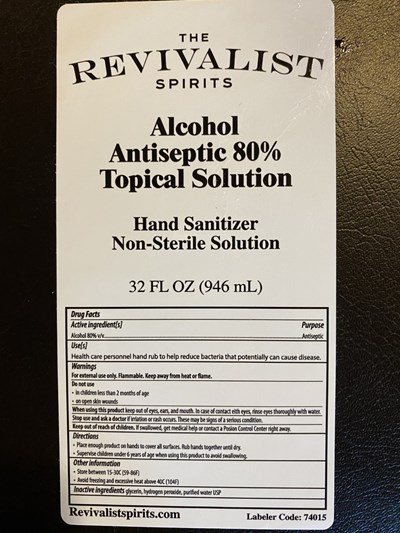 THE
REVIVALIST
SPIRITS
Alcohol
Antiseptic 80%
Topical Solution
Hand Sanitizer
Non-Sterile Solution
32 FL OZ (946 mL)
Drug Facts
Active ingredient[s] Purpose
Alcohol 80% v/v Antiseptic
Use[s]
Health care personnel hand rub to help reduce bacteria that potentially can cause disease.
Warnings
For external use only. Flammable. Keep away from heat or flame.
Do not use
• in children less than 2 months of age
• on open skin wounds
When using this product keep out of eyes, ears, and mouth. In case of contact eith eyes, rinse eyes thoroughly with water.
Stop use and ask a doctor if irritation or rash occurs. These may be signs of a serious condition.
Keep out of reach of children. If swallowed, get medical help or contact a Posion Control Center right away.
Directions
• Place enough product on hands to cover all surfaces. Rub hands together until dry.
• Supervise children under 6 years of age when using this product to avoid swallowing.
Other information
• Store between 15-30C (59-86F)
• Avoid freezing and excessive heat above 40C (104F)
Inactive ingredients glycerin, hydrogen peroxide, purified water USP
Revivalistspirits.com Labeler Code: 74015